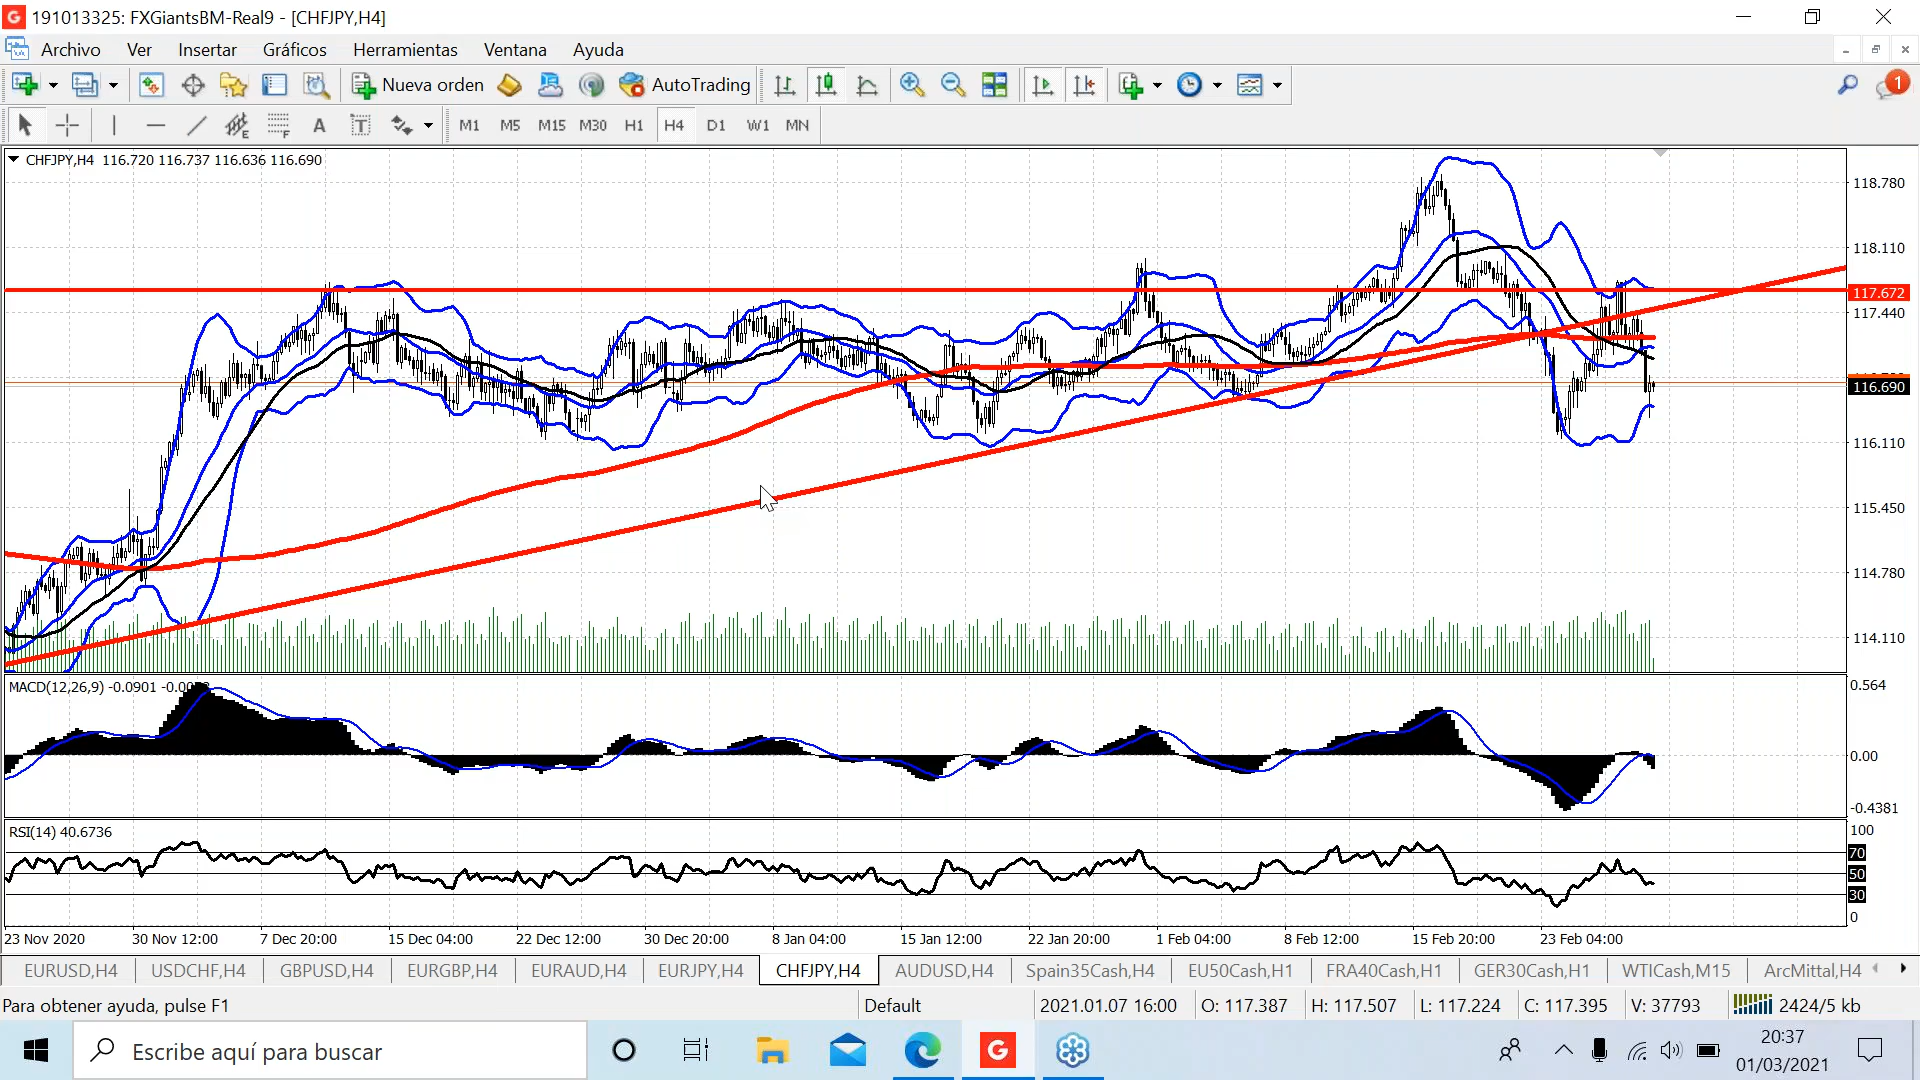 191013325: FXGiantsBM-Real9 - [CHFJPY,H4]
Archivo Ver Insertar Gráficos Herramientas Ventana Ayuda
Nueva orden AutoTrading 1
A T M1 M5 M15 M30 H1 H4 D1 W1 MN
CHFJPY,H4 116.720 116.737 116.636 116.690
118.780
118.110
117.672
117.440
116.690
116.110
115.450
114.780
114.110
MACD(12,26,9) -0.0901
0.564
0.00
-0.4381
RSI(14) 40.6736
100
70
50
30
0
23 Nov 2020 30 Nov 12:00 7 Dec 20:00 15 Dec 04:00 22 Dec 12:00 30 Dec 20:00 8 Jan 04:00 15 Jan 12:00 22 Jan 20:00 1 Feb 04:00 8 Feb 12:00 15 Feb 20:00 23 Feb 04:00
EURUSD,H4 USDCHF,H4 GBPUSD,H4 EURGBP,H4 EURAUD,H4 EURJPY,H4 CHFJPY,H4 AUDUSD,H4 Spain35Cash,H4 EU50Cash,H1 FRA40Cash,H1 GER30Cash,H1 WTICash,M15 ArcMittal,H4
Para obtener ayuda, pulse F1 Default 2021.01.07 16:00 O: 117.387 H: 117.507 L: 117.224 C: 117.395 V: 37793 2424/5 kb
Escribe aquí para buscar
20:37
01/03/2021